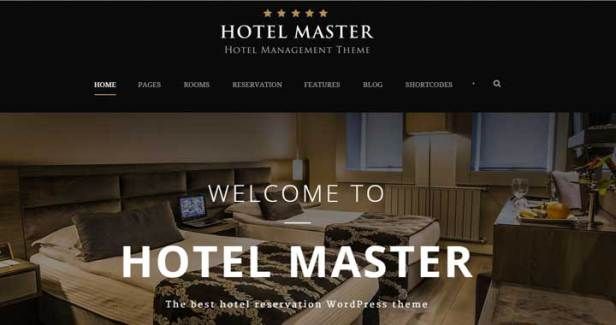 HOTEL MASTER
HOTEL MANAGEMENT THEME
HOME PAGES ROOMS RESERVATION FEATURES BLOG SHORTCODES
WELCOME TO
HOTEL MASTER
The best hotel reservation WordPress theme